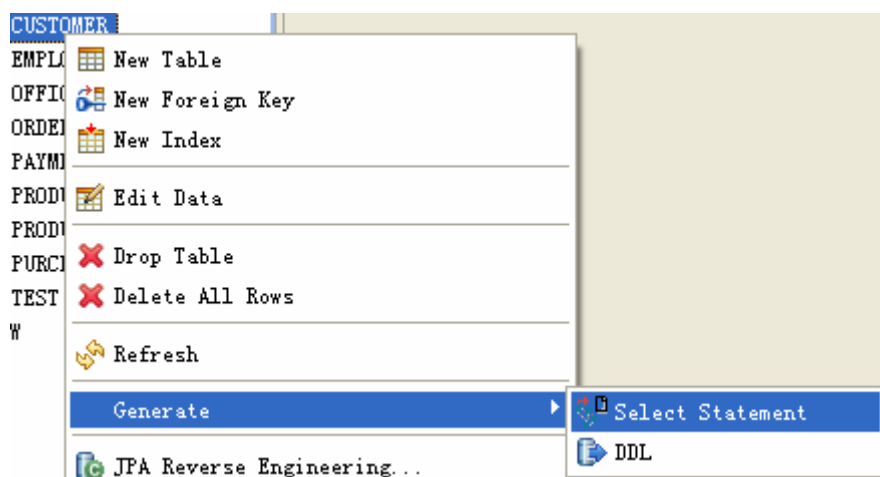 CUSTOMER
New Table
New Foreign Key
New Index
Edit Data
Drop Table
TEST
Delete All Rows
W
Refresh
Generate
Select Statement
DDL
JPA Reverse Engineering...